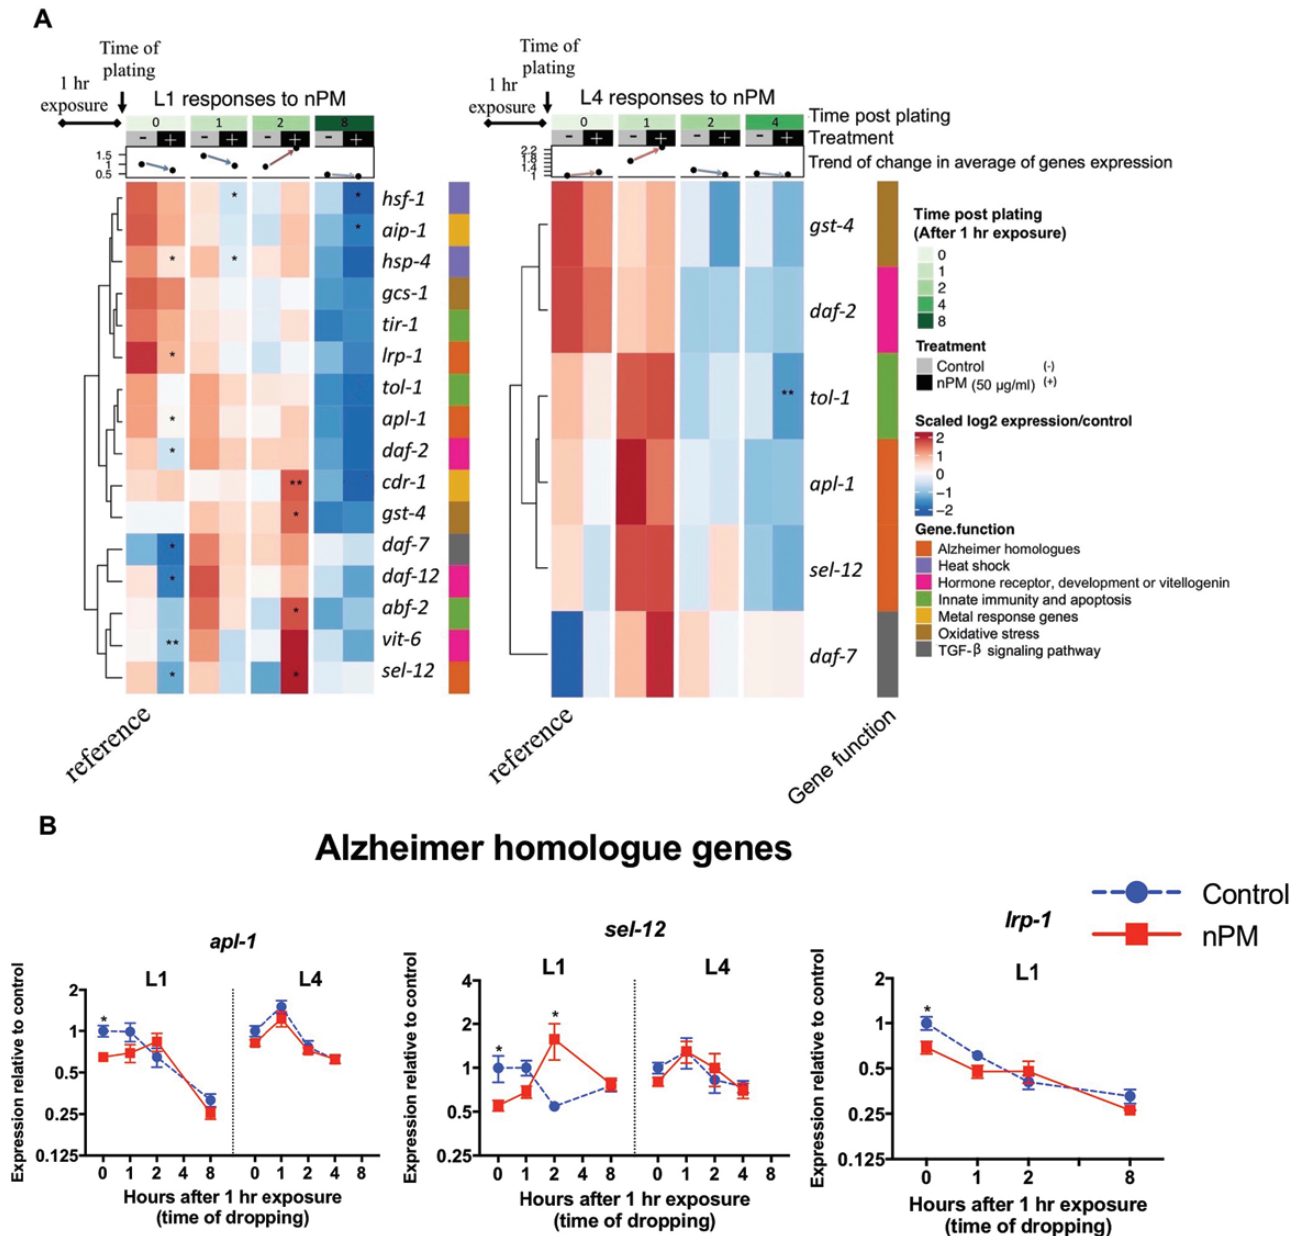 A
Time of
plating
1 hr
exposure
L1 responses to nPM
0 1 2 8
- + - + - + - +
1.5
1
0.5
hsf-1
aip-1
hsp-4
gcs-1
tir-1
lrp-1
tol-1
apl-1
daf-2
cdr-1
gst-4
daf-7
daf-12
abf-2
vit-6
sel-12
reference
Time of
plating
1 hr
exposure
L4 responses to nPM
0 1 2 4
- + - + - + - +
2.2
1.8
1.4
1
Time post plating
Treatment
Trend of change in average of genes expression
gst-4
daf-2
tol-1
apl-1
sel-12
daf-7
reference
Gene function
Time post plating
(After 1 hr exposure)
0
1
2
4
8
Treatment
Control (-)
nPM (50 µg/ml) (+)
Scaled log2 expression/control
2
1
0
−1
−2
Gene.function
Alzheimer homologues
Heat shock
Hormone receptor, development or vitellogenin
Innate immunity and apoptosis
Metal response genes
Oxidative stress
TGF-β signaling pathway
* *
*
* *
*
*
*
**
*
*
*
*
**
* *
**
B
Alzheimer homologue genes
Control
nPM
apl-1
L1 L4
Expression relative to control
2
1
0.5
0.25
0.125
*
0 1 2 4 8 0 1 2 4 8
Hours after 1 hr exposure
(time of dropping)
sel-12
L1 L4
Expression relative to control
4
2
1
0.5
0.25
* *
0 1 2 4 8 0 1 2 4 8
Hours after 1 hr exposure
(time of dropping)
lrp-1
L1
Expression relative to control
2
1
0.5
0.25
0.125
*
0 1 2 8
Hours after 1 hr exposure
(time of dropping)